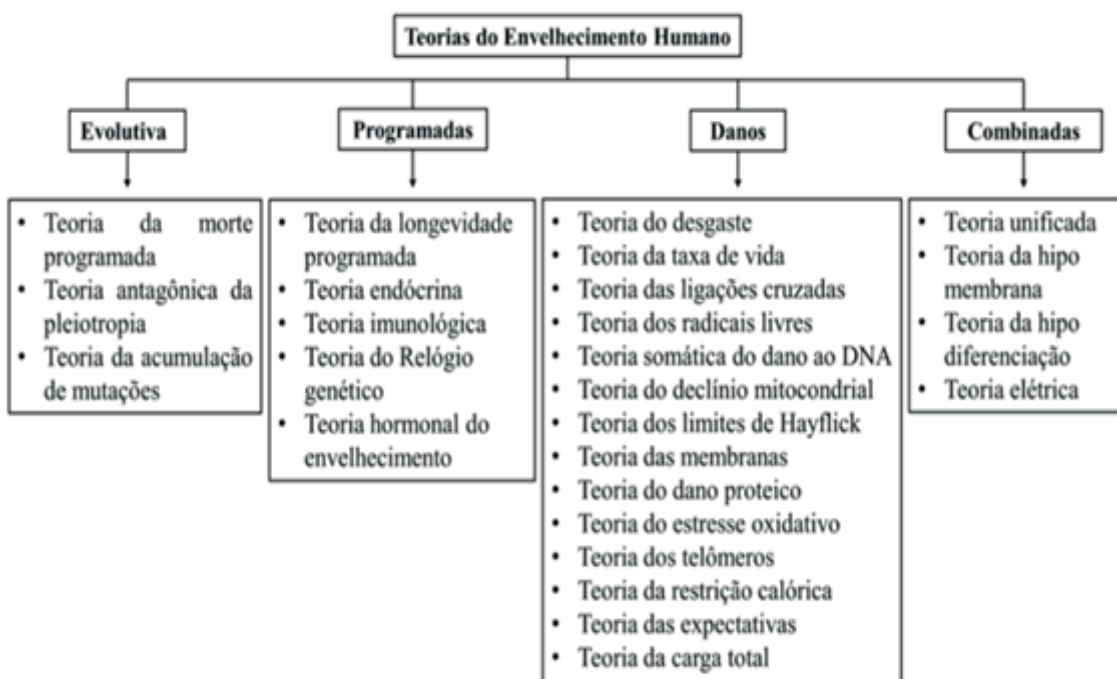 Teorias do Envelhecimento Humano
Evolutiva
Programadas
Danos
Combinadas
• Teoria da morte
programada
• Teoria antagônica da
pleiotropia
• Teoria da acumulação
de mutações
• Teoria da longevidade
programada
• Teoria endócrina
• Teoria imunológica
• Teoria do Relógio
genético
• Teoria hormonal do
envelhecimento
• Teoria do desgaste
• Teoria da taxa de vida
• Teoria das ligações cruzadas
• Teoria dos radicais livres
• Teoria somática do dano ao DNA
• Teoria do declínio mitocondrial
• Teoria dos limites de Hayflick
• Teoria das membranas
• Teoria do dano proteico
• Teoria do estresse oxidativo
• Teoria dos telômeros
• Teoria da restrição calórica
• Teoria das expectativas
• Teoria da carga total
• Teoria unificada
• Teoria da hipo
membrana
• Teoria da hipo
diferenciação
• Teoria elétrica